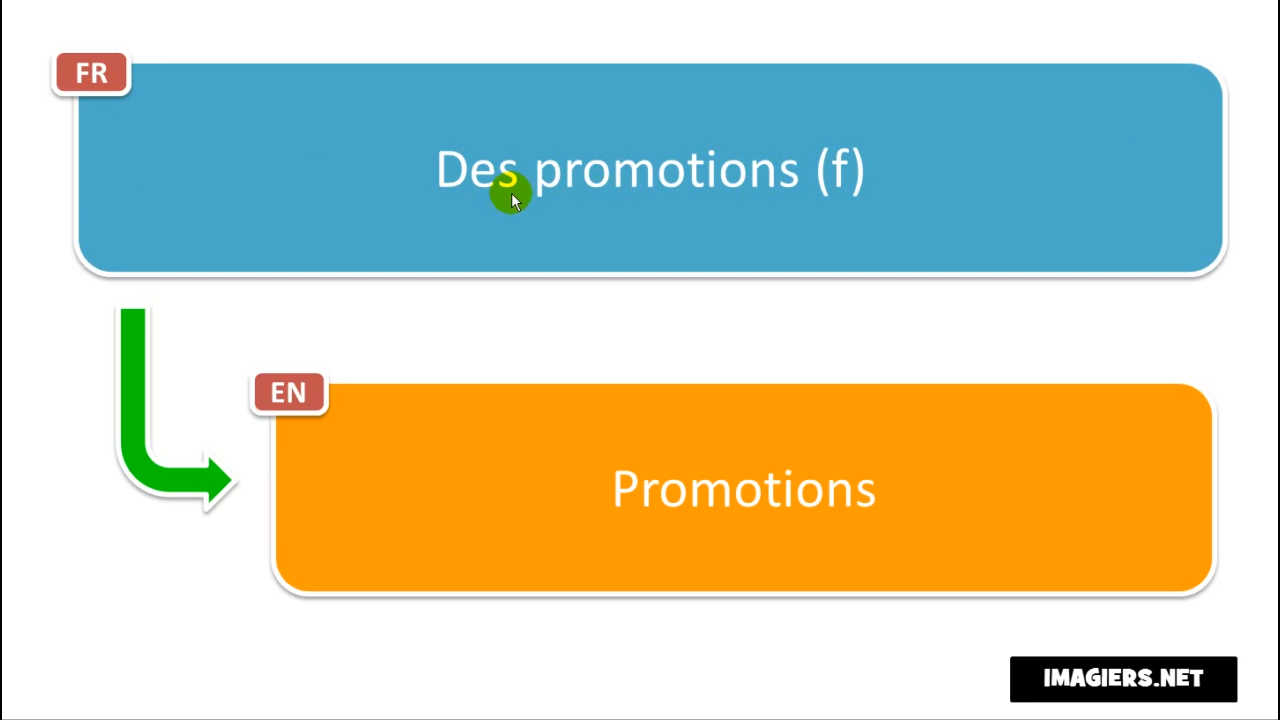 FR
Des promotions (f)
EN
Promotions
IMAGIERS.NET